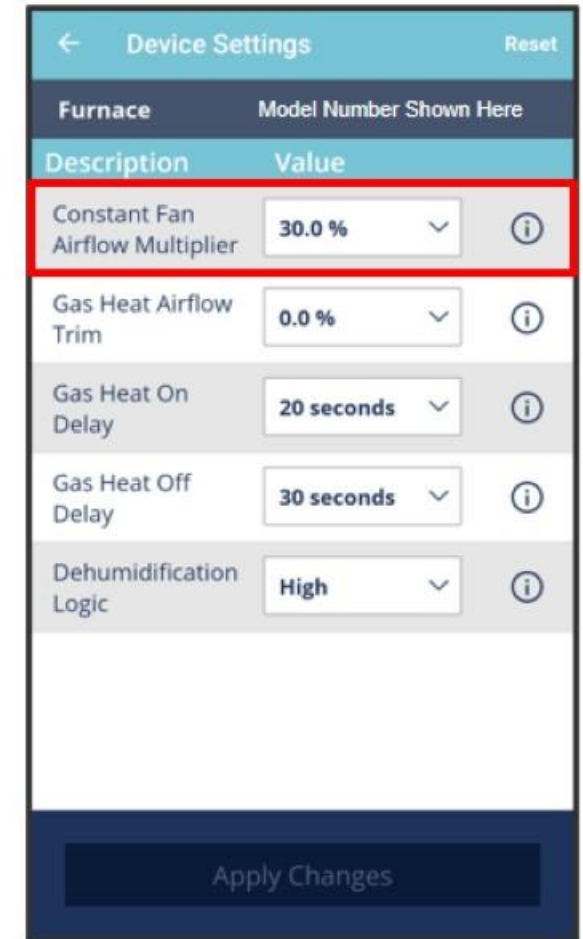 Device Settings Reset
Furnace Model Number Shown Here
Description Value
Constant Fan
Airflow Multiplier
30.0 %
Gas Heat Airflow
Trim
0.0 %
Gas Heat On
Delay
20 seconds
Gas Heat Off
Delay
30 seconds
Dehumidification
Logic
High
Apply Changes